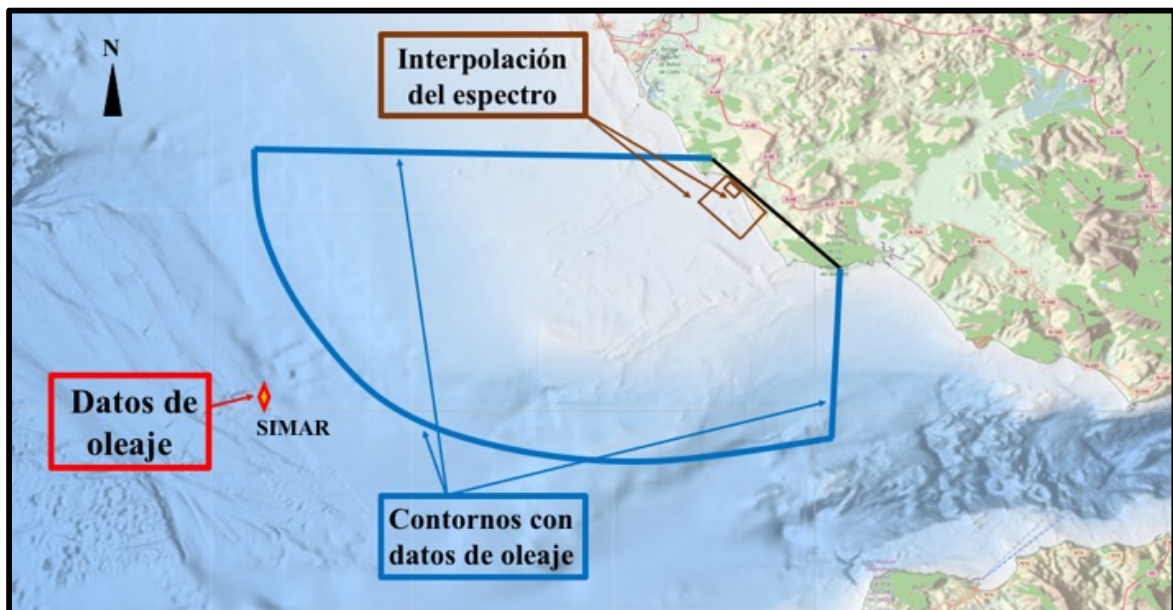 N
Interpolación
del espectro
Datos de
oleaje
SIMAR
Contornos con
datos de oleaje